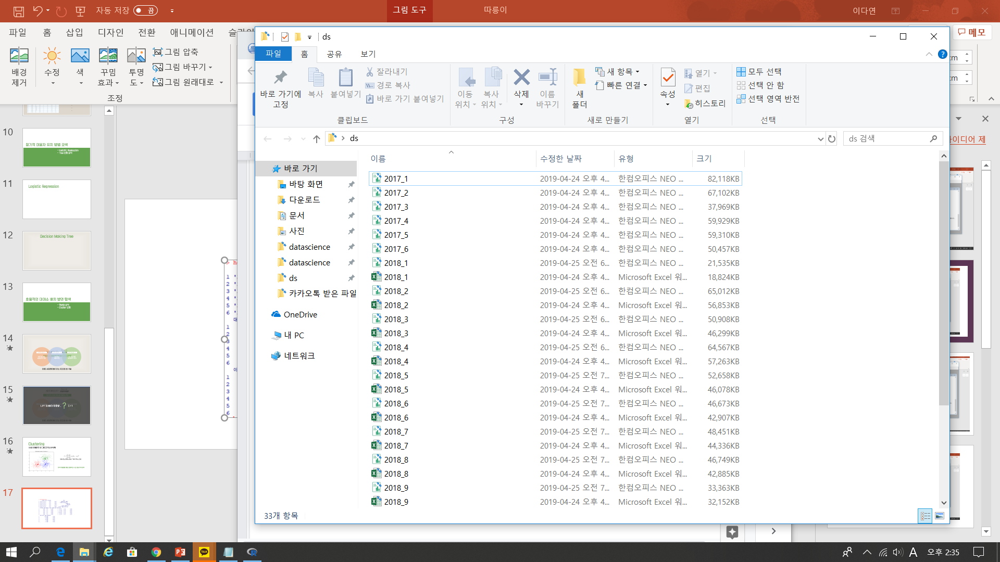 자동 저장 끔
그림 도구
따릉이
이다연
파일 홈 삽입 디자인 전환 애니메이션
메모
배경 제거
수정
색
꾸밈 효과
투명도
그림 압축
그림 바꾸기
그림 원래대로
조정
cm
cm
10
11
Logistic Regression
12
Decision Making Tree
13
14
15
16
Clustering
17
ds
파일 홈 공유 보기
바로 가기에 고정
복사
붙여넣기
잘라내기
경로 복사
바로 가기 붙여넣기
클립보드
이동 위치
복사 위치
삭제
이름 바꾸기
구성
새 폴더
새 항목
빠른 연결
새로 만들기
속성
열기
편집
히스토리
열기
모두 선택
선택 안 함
선택 영역 반전
선택
ds
ds 검색
이디어 제
바로 가기
바탕 화면
다운로드
문서
사진
datascience
datascience
ds
카카오톡 받은 파일
OneDrive
내 PC
네트워크
이름 수정한 날짜 유형 크기
2017_1 2019-04-24 오후 4... 한컴오피스 NEO ... 82,118KB
2017_2 2019-04-24 오후 4... 한컴오피스 NEO ... 67,102KB
2017_3 2019-04-24 오후 4... 한컴오피스 NEO ... 37,969KB
2017_4 2019-04-24 오후 4... 한컴오피스 NEO ... 59,929KB
2017_5 2019-04-24 오후 4... 한컴오피스 NEO ... 59,310KB
2017_6 2019-04-24 오후 4... 한컴오피스 NEO ... 50,457KB
2018_1 2019-04-25 오전 6... 한컴오피스 NEO ... 21,535KB
2018_1 2019-04-24 오후 4... Microsoft Excel 워... 18,824KB
2018_2 2019-04-25 오전 6... 한컴오피스 NEO ... 65,012KB
2018_2 2019-04-24 오후 4... Microsoft Excel 워... 56,853KB
2018_3 2019-04-25 오전 6... 한컴오피스 NEO ... 50,908KB
2018_3 2019-04-24 오후 4... Microsoft Excel 워... 46,299KB
2018_4 2019-04-25 오전 6... 한컴오피스 NEO ... 64,567KB
2018_4 2019-04-24 오후 4... Microsoft Excel 워... 57,263KB
2018_5 2019-04-25 오전 7... 한컴오피스 NEO ... 52,658KB
2018_5 2019-04-24 오후 4... Microsoft Excel 워... 46,078KB
2018_6 2019-04-25 오전 7... 한컴오피스 NEO ... 46,673KB
2018_6 2019-04-24 오후 4... Microsoft Excel 워... 42,907KB
2018_7 2019-04-25 오전 7... 한컴오피스 NEO ... 48,451KB
2018_7 2019-04-24 오후 4... Microsoft Excel 워... 44,336KB
2018_8 2019-04-25 오전 7... 한컴오피스 NEO ... 46,749KB
2018_8 2019-04-24 오후 4... Microsoft Excel 워... 42,885KB
2018_9 2019-04-25 오전 7... 한컴오피스 NEO ... 33,363KB
2018_9 2019-04-24 오후 4... Microsoft Excel 워... 32,152KB
33개 항목
TALK
A
오후 2:35